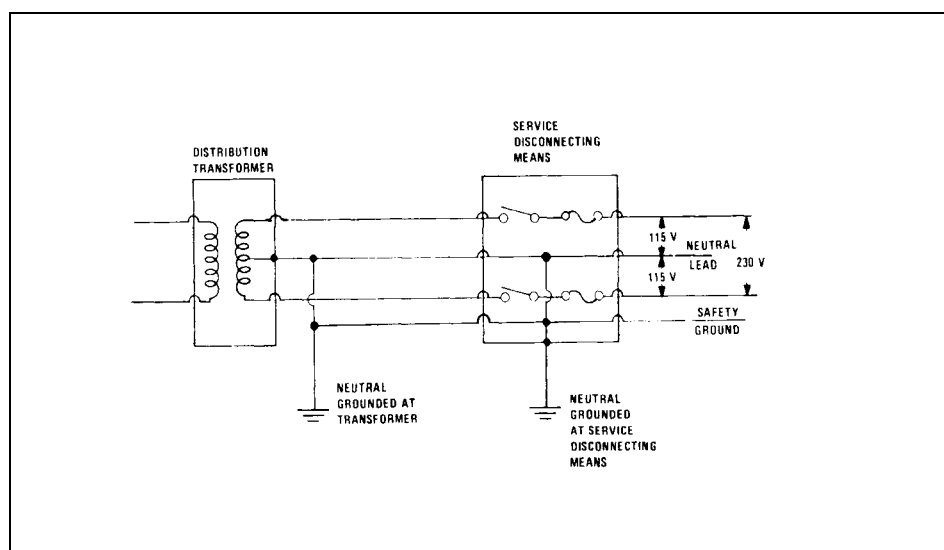 SERVICE
DISCONNECTING
MEANS
DISTRIBUTION
TRANSFORMER
115 V
NEUTRAL
LEAD
230 V
115 V
SAFETY
GROUND
NEUTRAL
GROUNDED AT
TRANSFORMER
NEUTRAL
GROUNDED
AT SERVICE
DISCONNECTING
MEANS